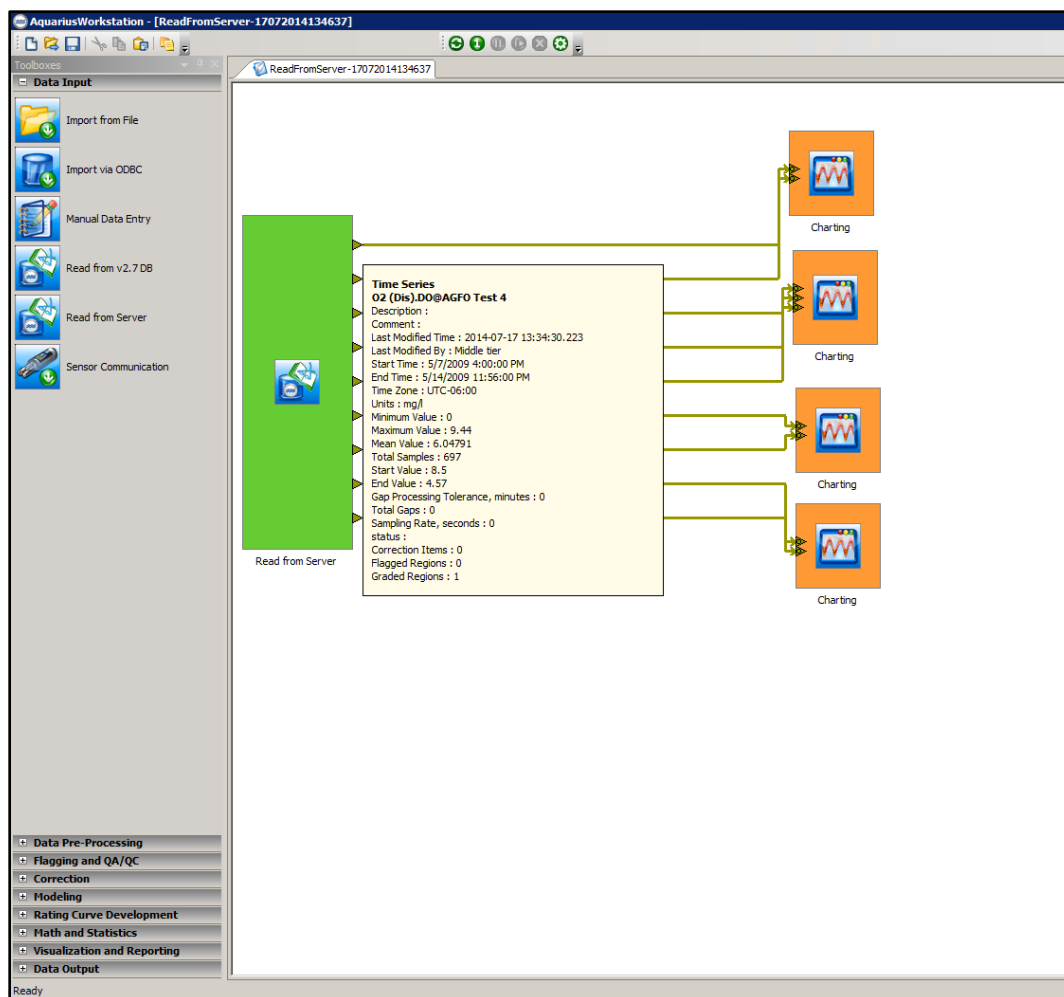 AquariusWorkstation - [ReadFromServer-17072014134637]
Toolboxes
Data Input
Import from File
Import via ODBC
Manual Data Entry
Read from v2.7 DB
Read from Server
Sensor Communication
Data Pre-Processing
Flagging and QA/QC
Correction
Modeling
Rating Curve Development
Math and Statistics
Visualization and Reporting
Data Output
Ready
ReadFromServer-17072014134637
Read from Server
Time Series
O2 (Dis).DO@AGFO Test 4
Description :
Comment :
Last Modified Time : 2014-07-17 13:34:30.223
Last Modified By : Middle tier
Start Time : 5/7/2009 4:00:00 PM
End Time : 5/14/2009 11:56:00 PM
Time Zone : UTC-06:00
Units : mg/l
Minimum Value : 0
Maximum Value : 9.44
Mean Value : 6.04791
Total Samples : 697
Start Value : 8.5
End Value : 4.57
Gap Processing Tolerance, minutes : 0
Total Gaps : 0
Sampling Rate, seconds : 0
status :
Correction Items : 0
Flagged Regions : 0
Graded Regions : 1
Charting
Charting
Charting
Charting